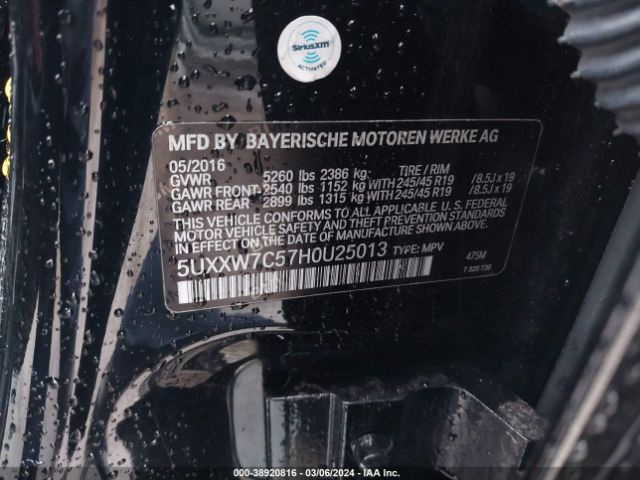 SiriusXM
ACTIVATED
MFD BY BAYERISCHE MOTOREN WERKE AG
05/2016
GVWR 5260 lbs 2386 kg: TIRE / RIM
GAWR FRONT-2540 lbs 1152 kg WITH 245/45 R19 /8.5J x 19
GAWR REAR 2899 lbs 1315 kg WITH 245/45 R19 /8.5J x 19
THIS VEHICLE CONFORMS TO ALL APPLICABLE U.S. FEDERAL
MOTOR VEHICLE SAFETY AND THEFT PREVENTION STANDARDS
IN EFFECT ON THE DATE OF MANUFACTURE SHOWN ABOVE.
5UXXW7C57H0U25013 TYPE: MPV 475M
7 320 730
000-38920816 - 03/06/2024 - IAA Inc.